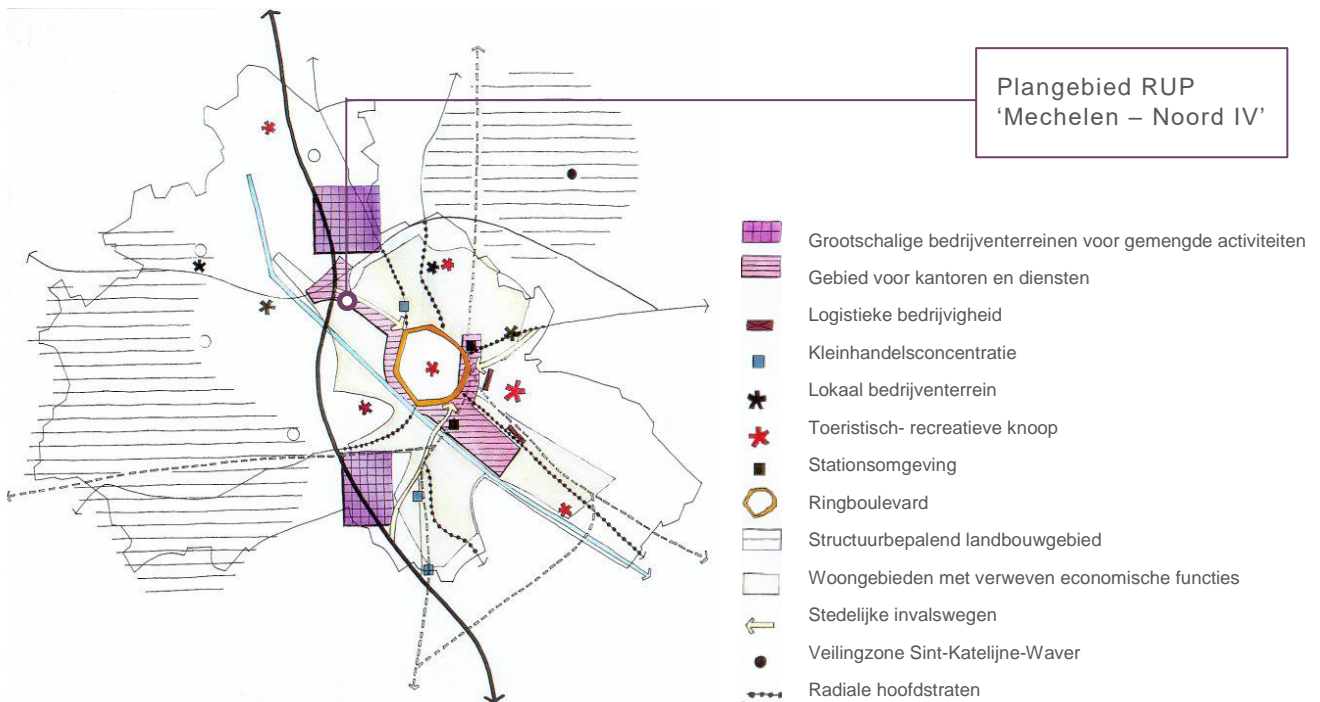 Plangebied RUP
‘Mechelen – Noord IV’
Grootschalige bedrijventerreinen voor gemengde activiteiten
Gebied voor kantoren en diensten
Logistieke bedrijvigheid
Kleinhandelsconcentratie
Lokaal bedrijventerrein
Toeristisch- recreatieve knoop
Stationsomgeving
Ringboulevard
Structuurbepalend landbouwgebied
Woongebieden met verweven economische functies
Stedelijke invalswegen
Veilingzone Sint-Katelijne-Waver
Radiale hoofdstraten